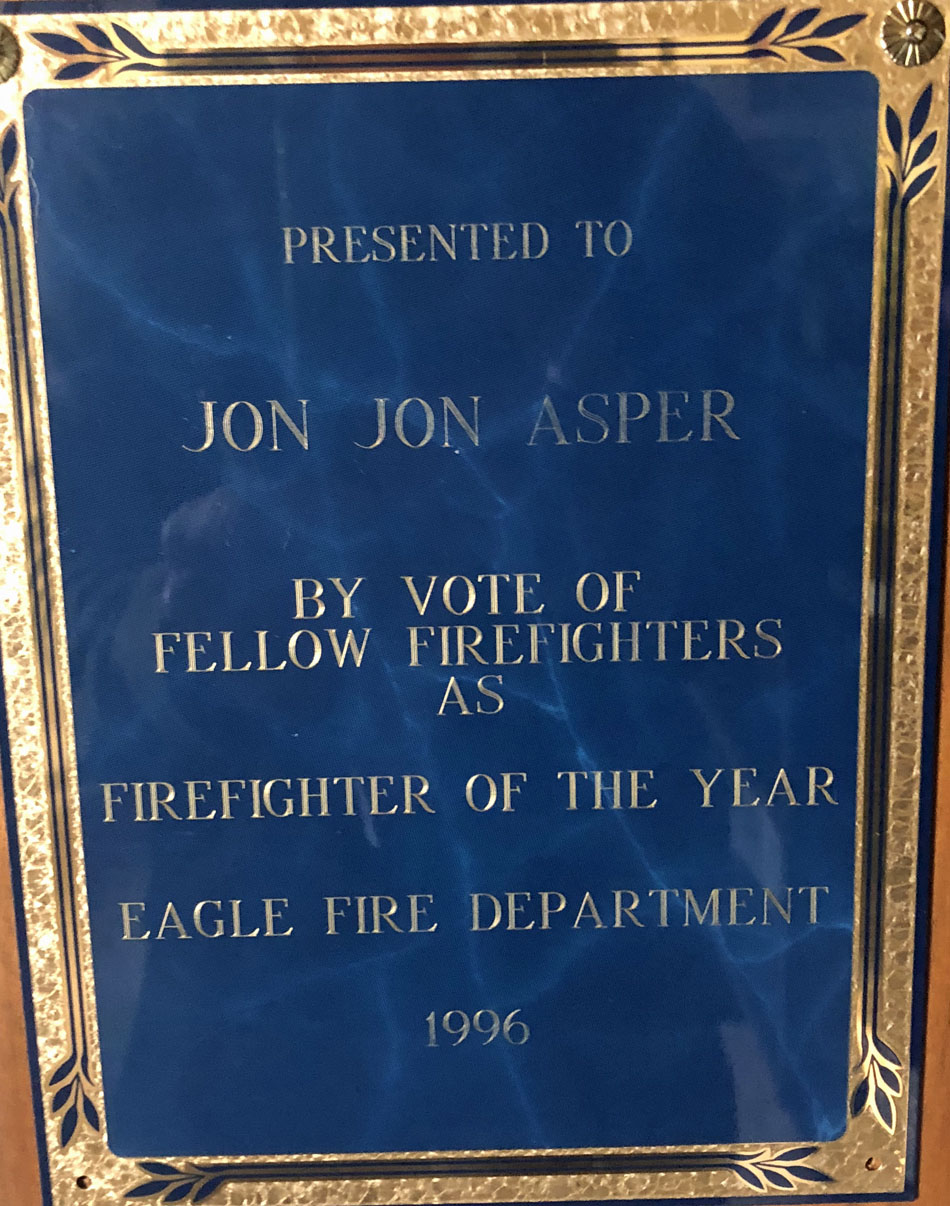 PRESENTED TO
JON JON ASPER
BY VOTE OF
FELLOW FIREFIGHTERS
AS
FIREFIGHTER OF THE YEAR
EAGLE FIRE DEPARTMENT
1996